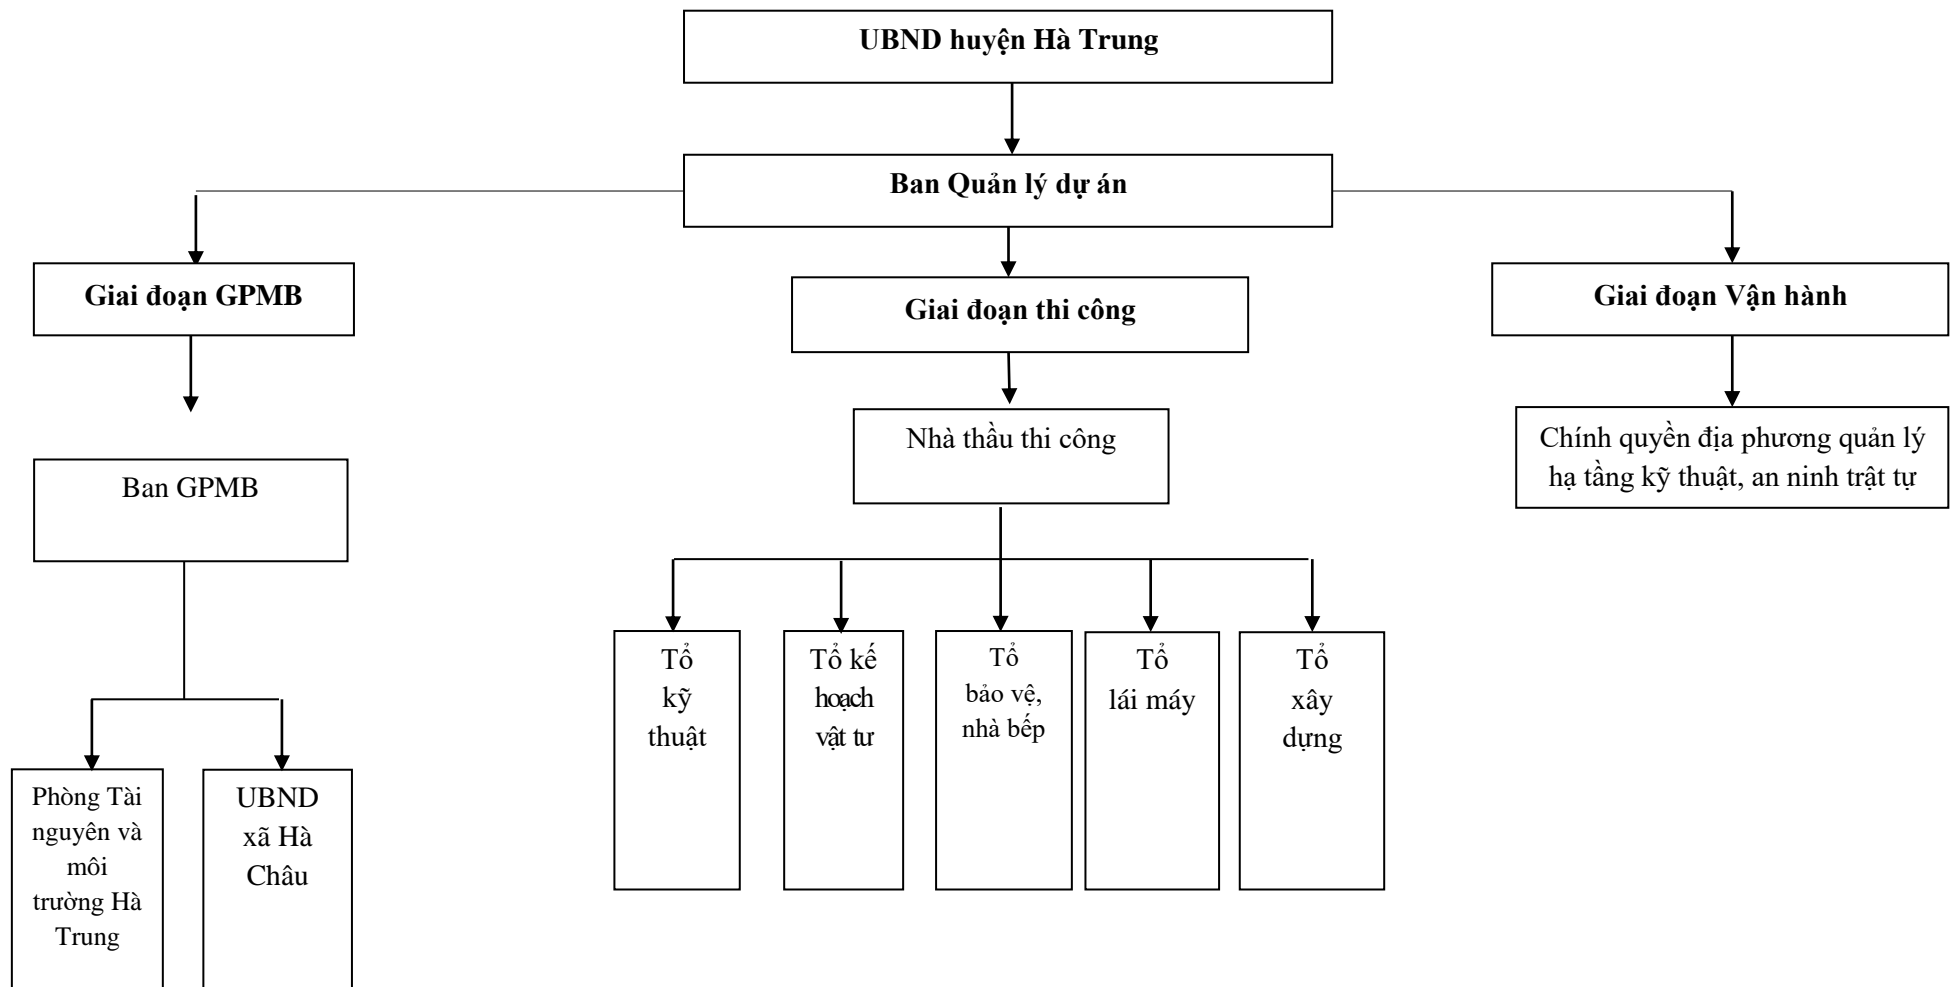 UBND huyện Hà Trung
Ban Quản lý dự án
Giai đoạn GPMB
Giai đoạn thi công
Giai đoạn Vận hành
Ban GPMB
Nhà thầu thi công
Chính quyền địa phương quản lý
hạ tầng kỹ thuật, an ninh trật tự
Phòng Tài
nguyên và
môi
trường Hà
Trung
UBND
xã Hà
Châu
Tổ
kỹ
thuật
Tổ kế
hoạch
vật tư
Tổ
bảo vệ,
nhà bếp
Tổ
lái máy
Tổ
xây
dựng